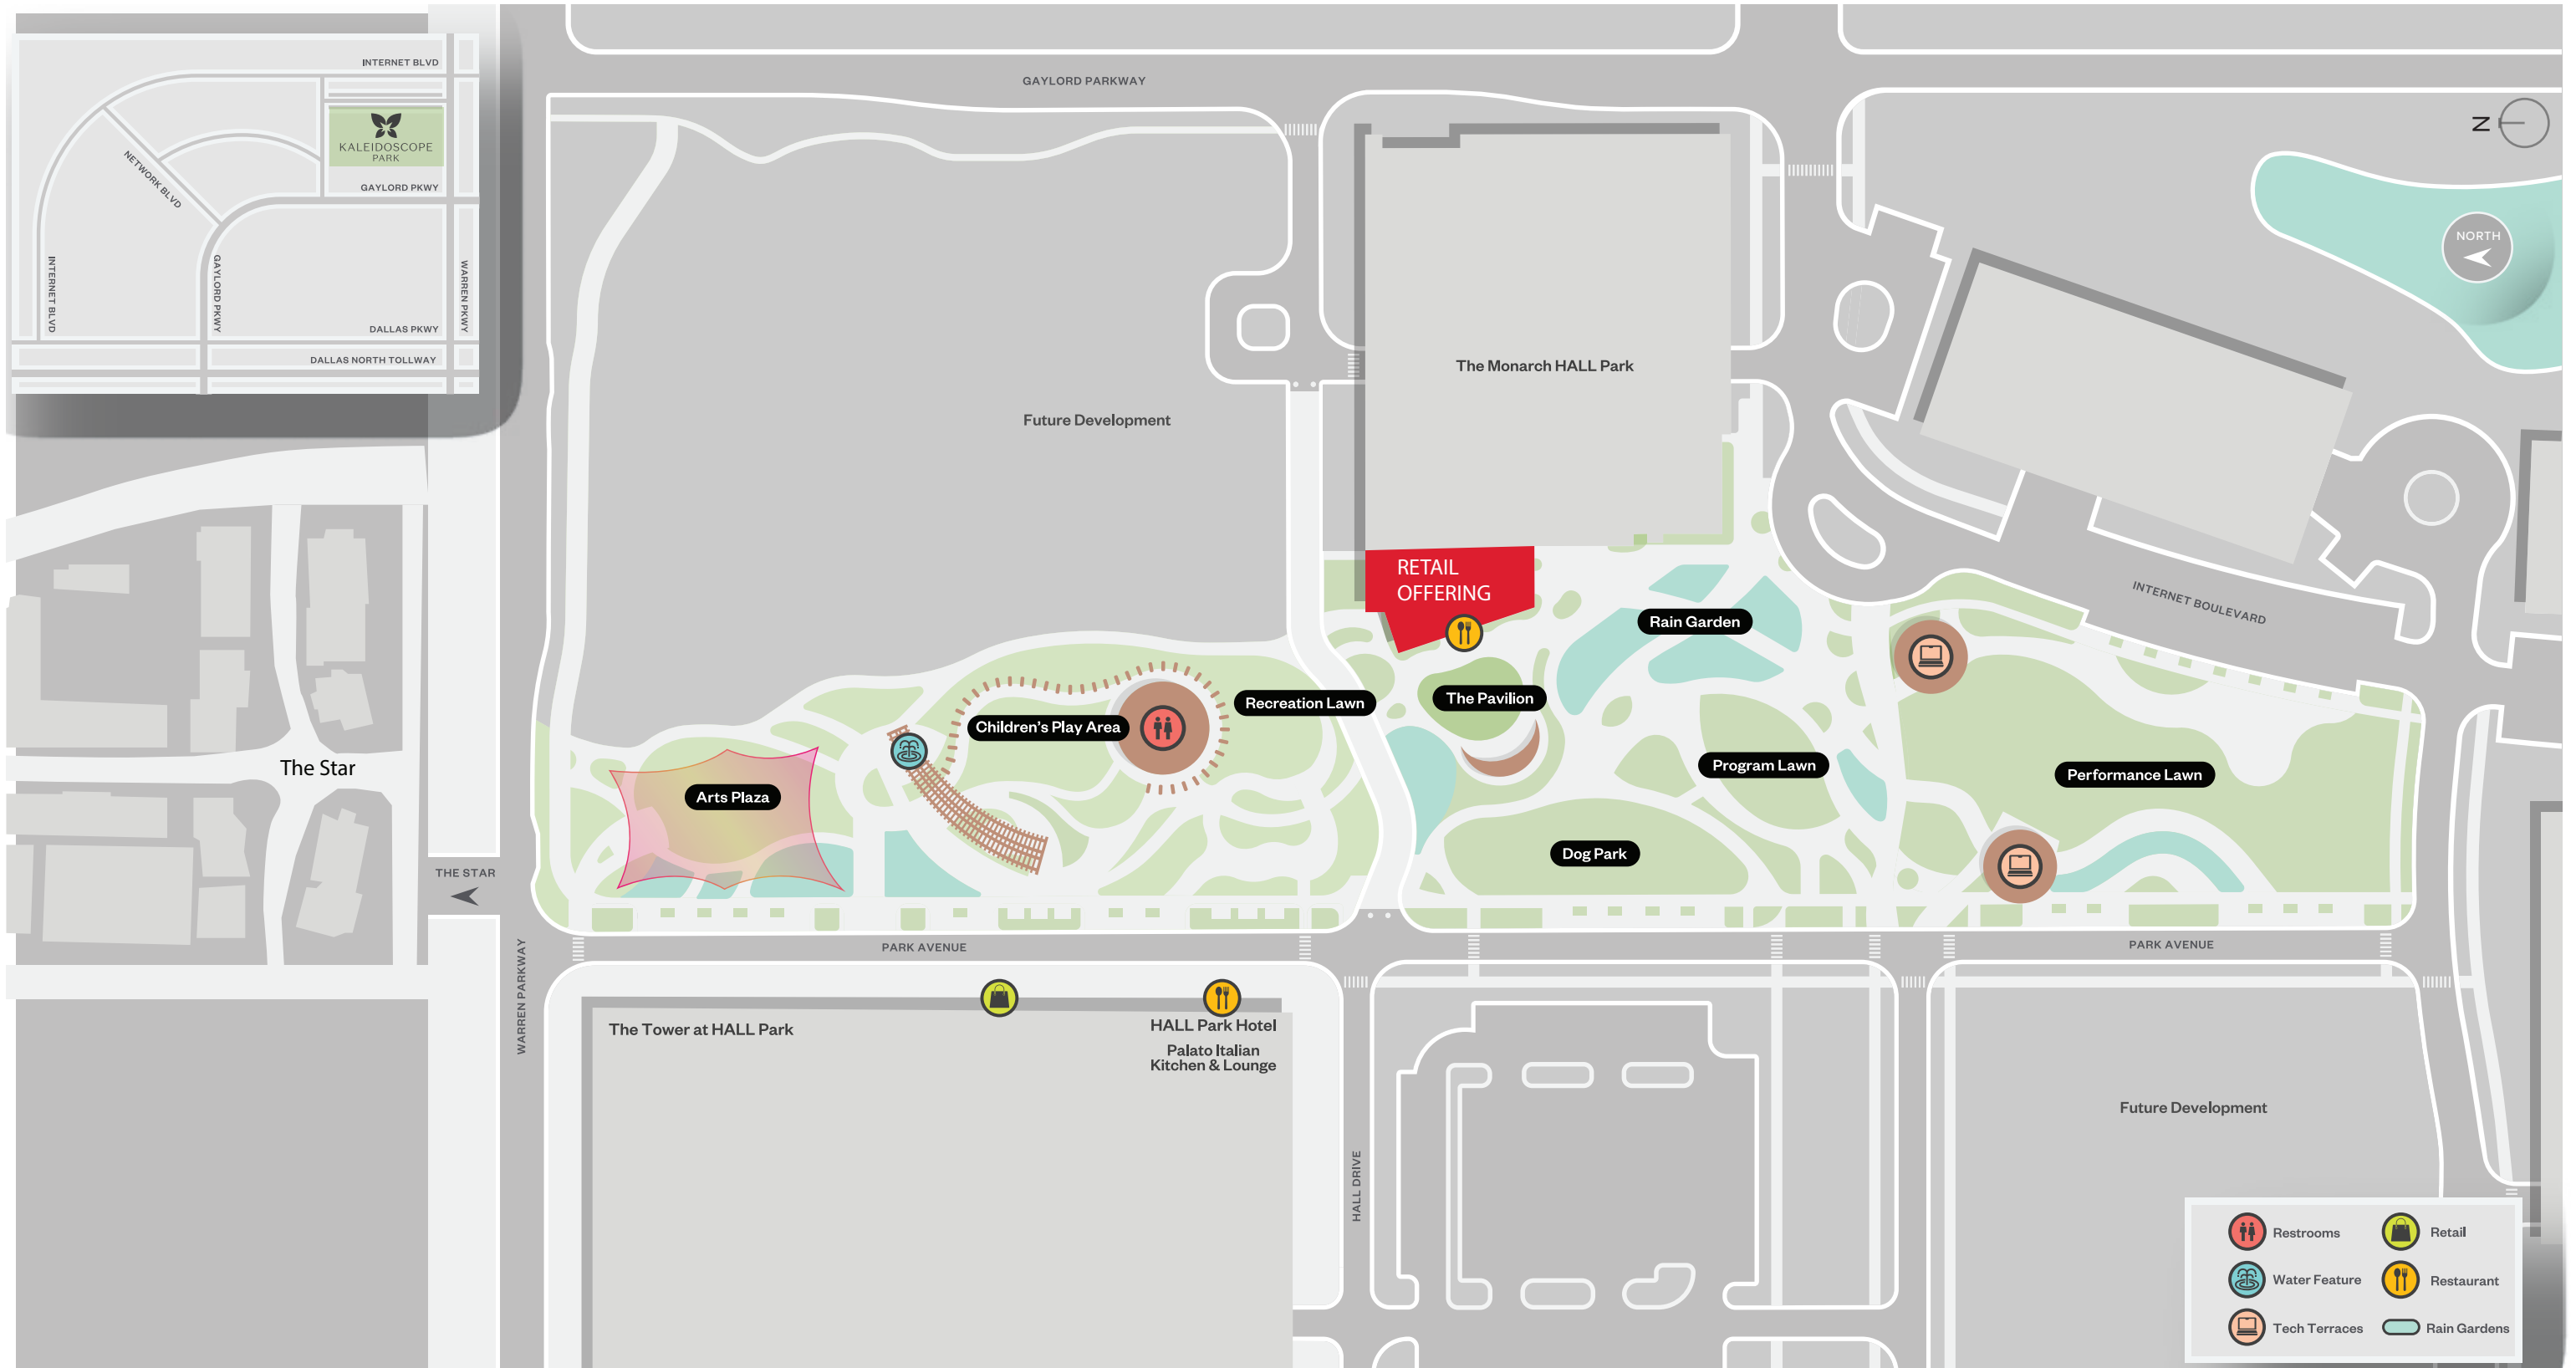 INTERNET BLVD
KALEIDOSCOPE
PARK
NETWORK BLVD
GAYLORD PKWY
INTERNET BLVD
GAYLORD PKWY
WARREN PKWY
DALLAS PKWY
DALLAS NORTH TOLLWAY
GAYLORD PARKWAY
N
NORTH
The Monarch HALL Park
Future Development
RETAIL
OFFERING
INTERNET BOULEVARD
Rain Garden
The Pavilion
Recreation Lawn
Children's Play Area
Program Lawn
Performance Lawn
The Star
Arts Plaza
Dog Park
THE STAR
PARK AVENUE
PARK AVENUE
WARREN PARKWAY
The Tower at HALL Park
HALL Park Hotel
Palato Italian
Kitchen & Lounge
HALL DRIVE
Future Development
Restrooms
Retail
Water Feature
Restaurant
Tech Terraces
Rain Gardens